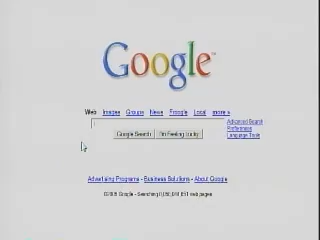 Google™
Web Images Groups News Froogle Local more »
Advanced Search
Preferences
Language Tools
Google Search I'm Feeling Lucky
Advertising Programs - Business Solutions - About Google
Google - Searching web pages